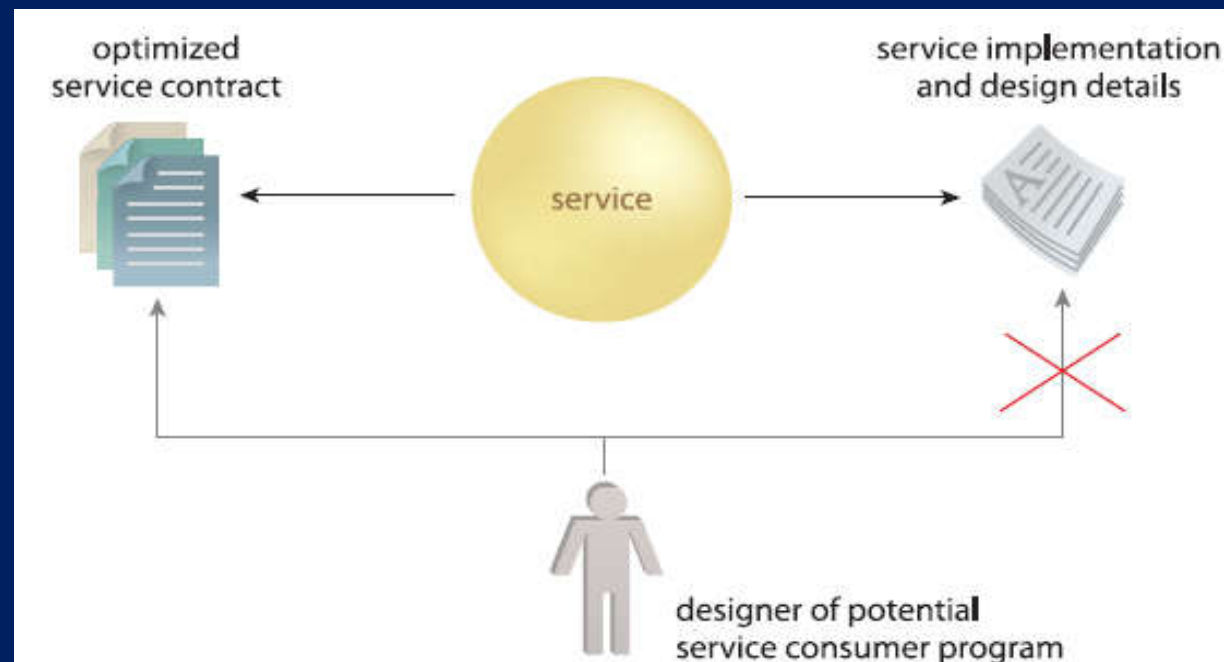 optimized
service contract
service implementation
and design details
service
A
designer of potential
service consumer program